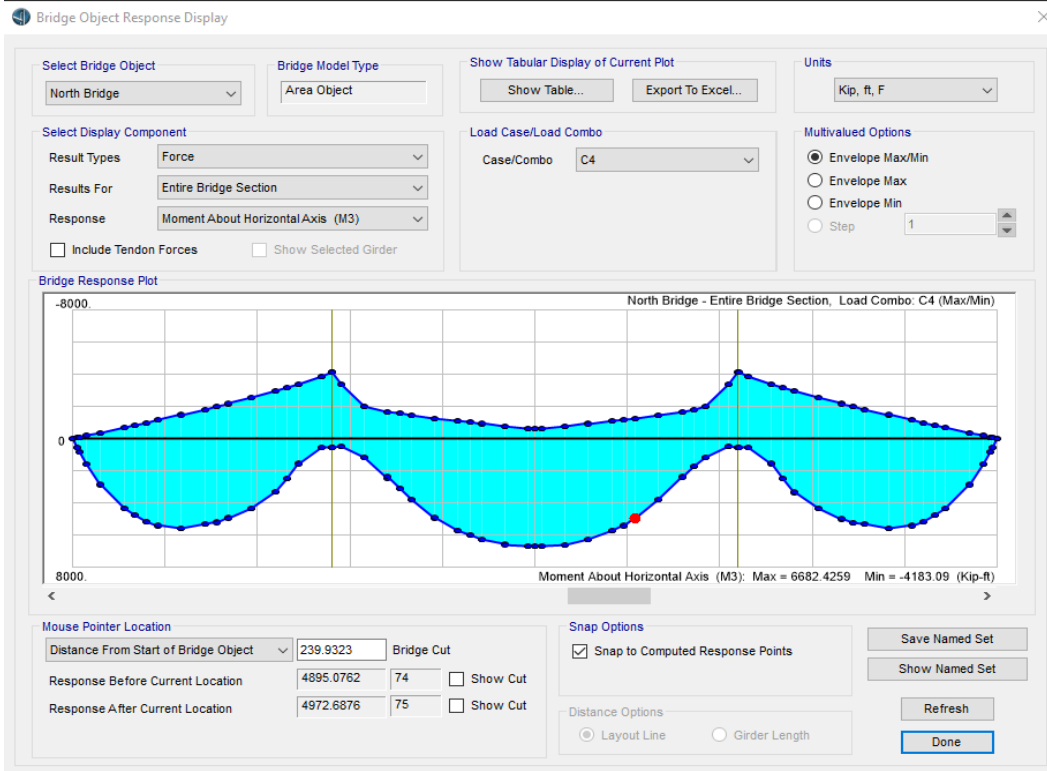 Bridge Object Response Display
Select Bridge Object
North Bridge
Bridge Model Type
Area Object
Show Tabular Display of Current Plot
Show Table...
Export To Excel...
Units
Kip, ft, F
Select Display Component
Result Types
Force
Results For
Entire Bridge Section
Response
Moment About Horizontal Axis (M3)
Include Tendon Forces
Show Selected Girder
Load Case/Load Combo
Case/Combo
C4
Multivalued Options
Envelope Max/Min
Envelope Max
Envelope Min
Step
1
Bridge Response Plot
-8000.
North Bridge - Entire Bridge Section, Load Combo: C4 (Max/Min)
0
8000.
Moment About Horizontal Axis (M3): Max = 6682.4259 Min = -4183.09 (Kip-ft)
Mouse Pointer Location
Distance From Start of Bridge Object
239.9323
Bridge Cut
Response Before Current Location
4895.0762
74
Show Cut
Response After Current Location
4972.6876
75
Show Cut
Snap Options
Snap to Computed Response Points
Distance Options
Layout Line
Girder Length
Save Named Set
Show Named Set
Refresh
Done